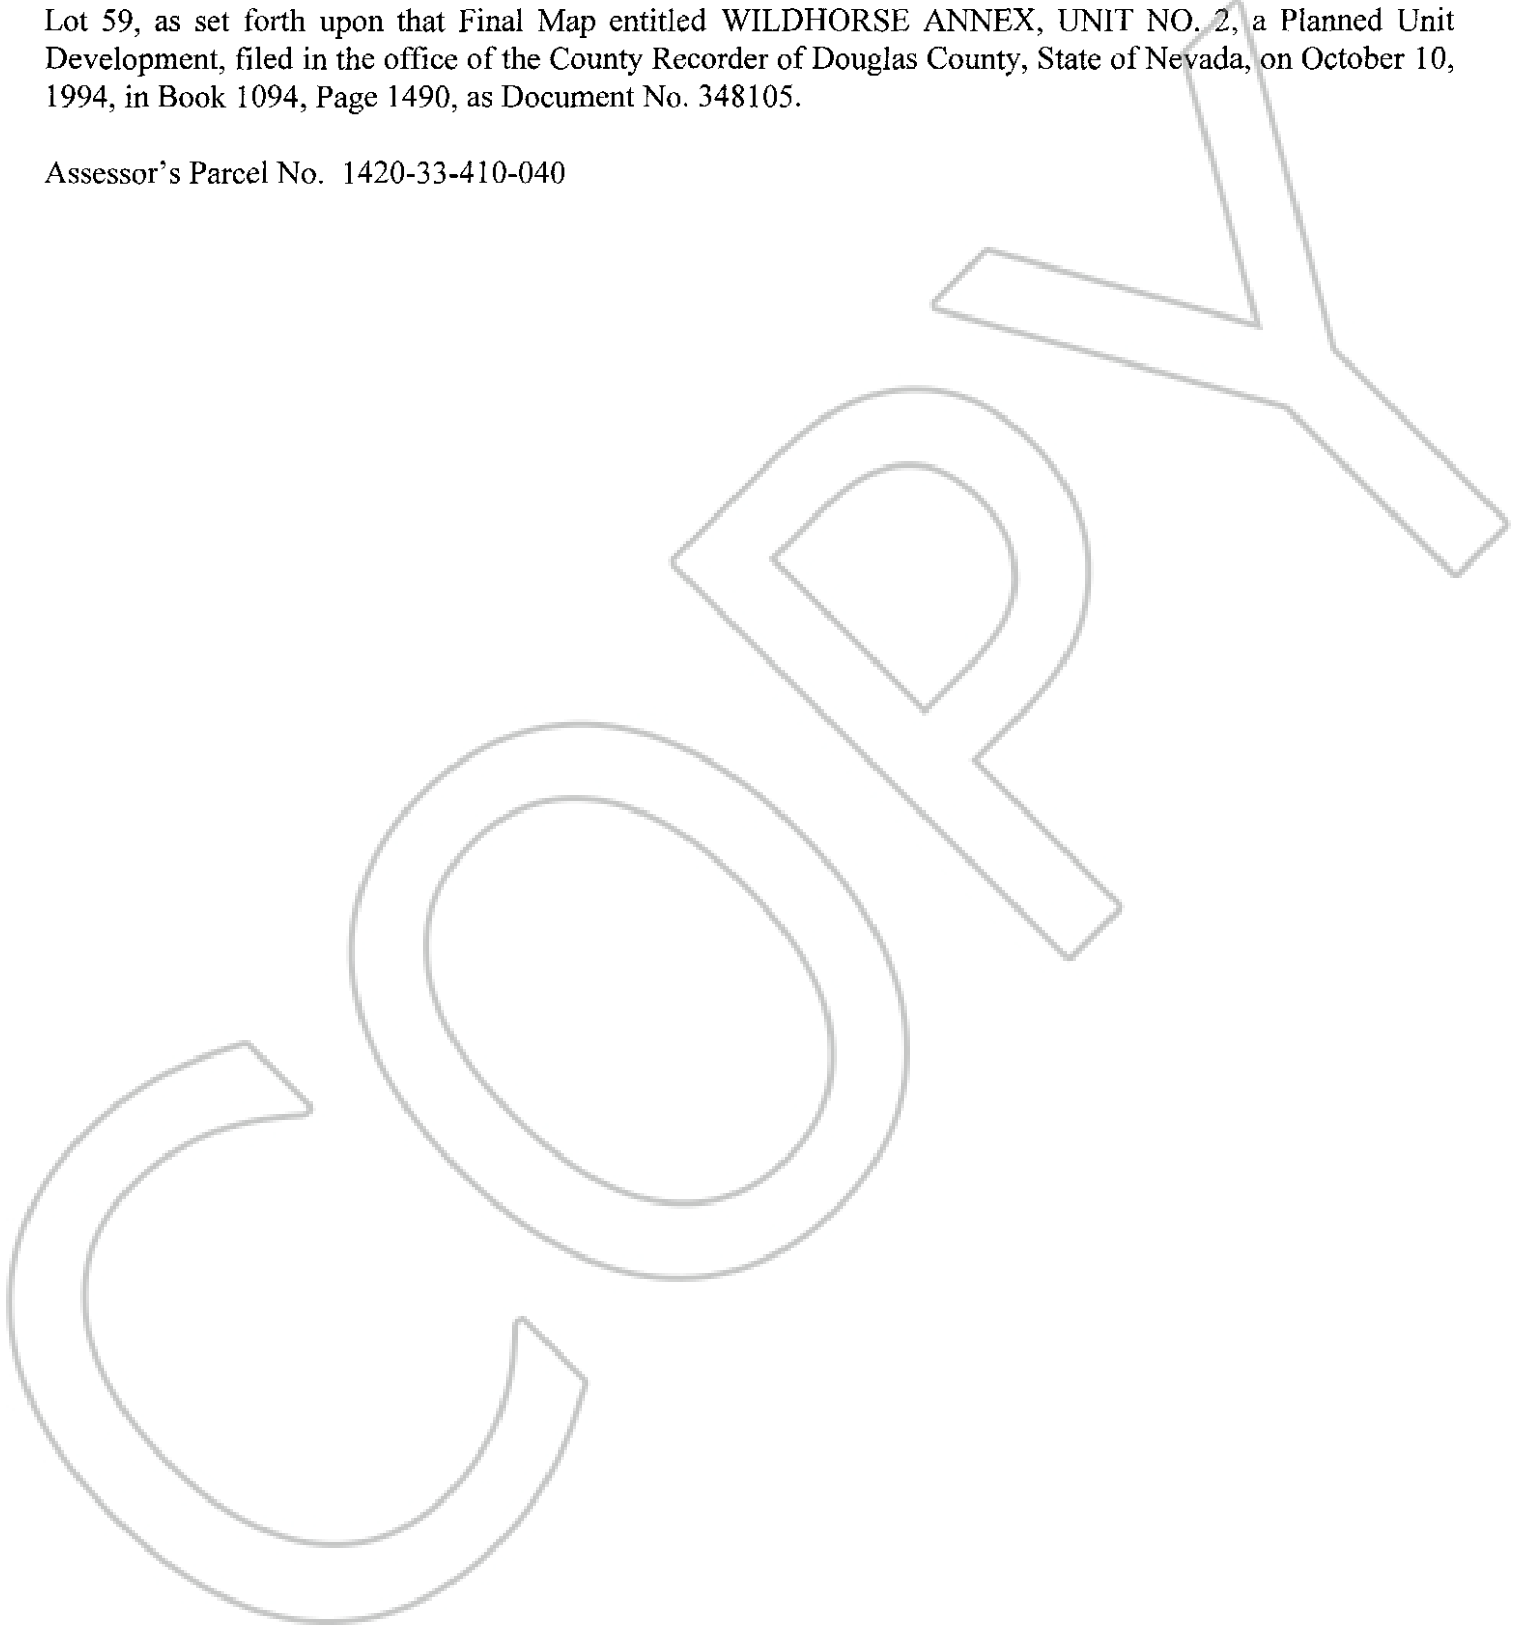 Lot 59, as set forth upon that Final Map entitled WILDHORSE ANNEX, UNIT NO. 2, a Planned Unit
Development, filed in the office of the County Recorder of Douglas County, State of Nevada, on October 10,
1994, in Book 1094, Page 1490, as Document No. 348105.
Assessor's Parcel No. 1420-33-410-040
COPY